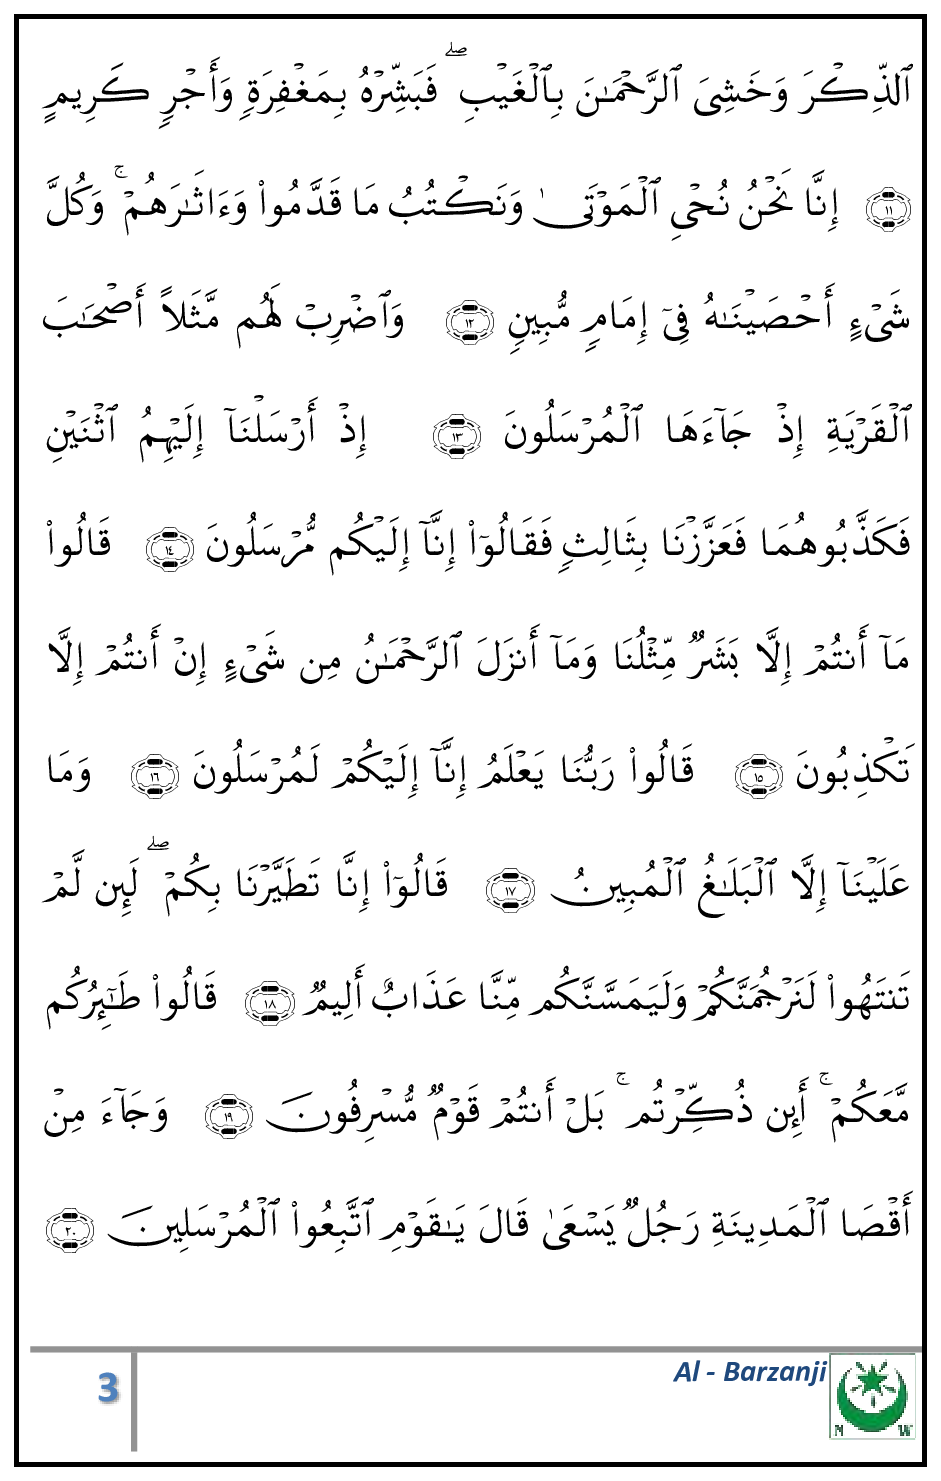 ٱلذِّكْرَ وَخَشِىَ ٱلرَّحْمَـٰنَ بِٱلْغَيْبِ ۖ فَبَشِّرْهُ بِمَغْفِرَةٍۢ وَأَجْرٍۢ كَرِيمٍ
﴿١١﴾ إِنَّا نَحْنُ نُحْىِ ٱلْمَوْتَىٰ وَنَكْتُبُ مَا قَدَّمُوا۟ وَءَاثَـٰرَهُمْ ۚ وَكُلَّ
شَىْءٍ أَحْصَيْنَـٰهُ فِىٓ إِمَامٍۢ مُّبِينٍۢ ﴿١٢﴾ وَٱضْرِبْ لَهُم مَّثَلاً أَصْحَـٰبَ
ٱلْقَرْيَةِ إِذْ جَآءَهَا ٱلْمُرْسَلُونَ ﴿١٣﴾ إِذْ أَرْسَلْنَآ إِلَيْهِمُ ٱثْنَيْنِ
فَكَذَّبُوهُمَا فَعَزَّزْنَا بِثَالِثٍۢ فَقَالُوٓا۟ إِنَّآ إِلَيْكُم مُّرْسَلُونَ ﴿١٤﴾ قَالُوا۟
مَآ أَنتُمْ إِلَّا بَشَرٌۭ مِّثْلُنَا وَمَآ أَنزَلَ ٱلرَّحْمَـٰنُ مِن شَىْءٍ إِنْ أَنتُمْ إِلَّا
تَكْذِبُونَ ﴿١٥﴾ قَالُوا۟ رَبُّنَا يَعْلَمُ إِنَّآ إِلَيْكُمْ لَمُرْسَلُونَ ﴿١٦﴾ وَمَا
عَلَيْنَآ إِلَّا ٱلْبَلَـٰغُ ٱلْمُبِينُ ﴿١٧﴾ قَالُوٓا۟ إِنَّا تَطَيَّرْنَا بِكُمْ ۖ لَئِن لَّمْ
تَنتَهُوا۟ لَنَرْجُمَنَّكُمْ وَلَيَمَسَّنَّكُم مِّنَّا عَذَابٌ أَلِيمٌۭ ﴿١٨﴾ قَالُوا۟ طَـٰٓئِرُكُم
مَّعَكُمْ ۚ أَئِن ذُكِّرْتُم ۚ بَلْ أَنتُمْ قَوْمٌۭ مُّسْرِفُونَ ﴿١٩﴾ وَجَآءَ مِنْ
أَقْصَا ٱلْمَدِينَةِ رَجُلٌۭ يَسْعَىٰ قَالَ يَـٰقَوْمِ ٱتَّبِعُوا۟ ٱلْمُرْسَلِينَ ﴿٢٠﴾
Al - Barzanji
N W
3